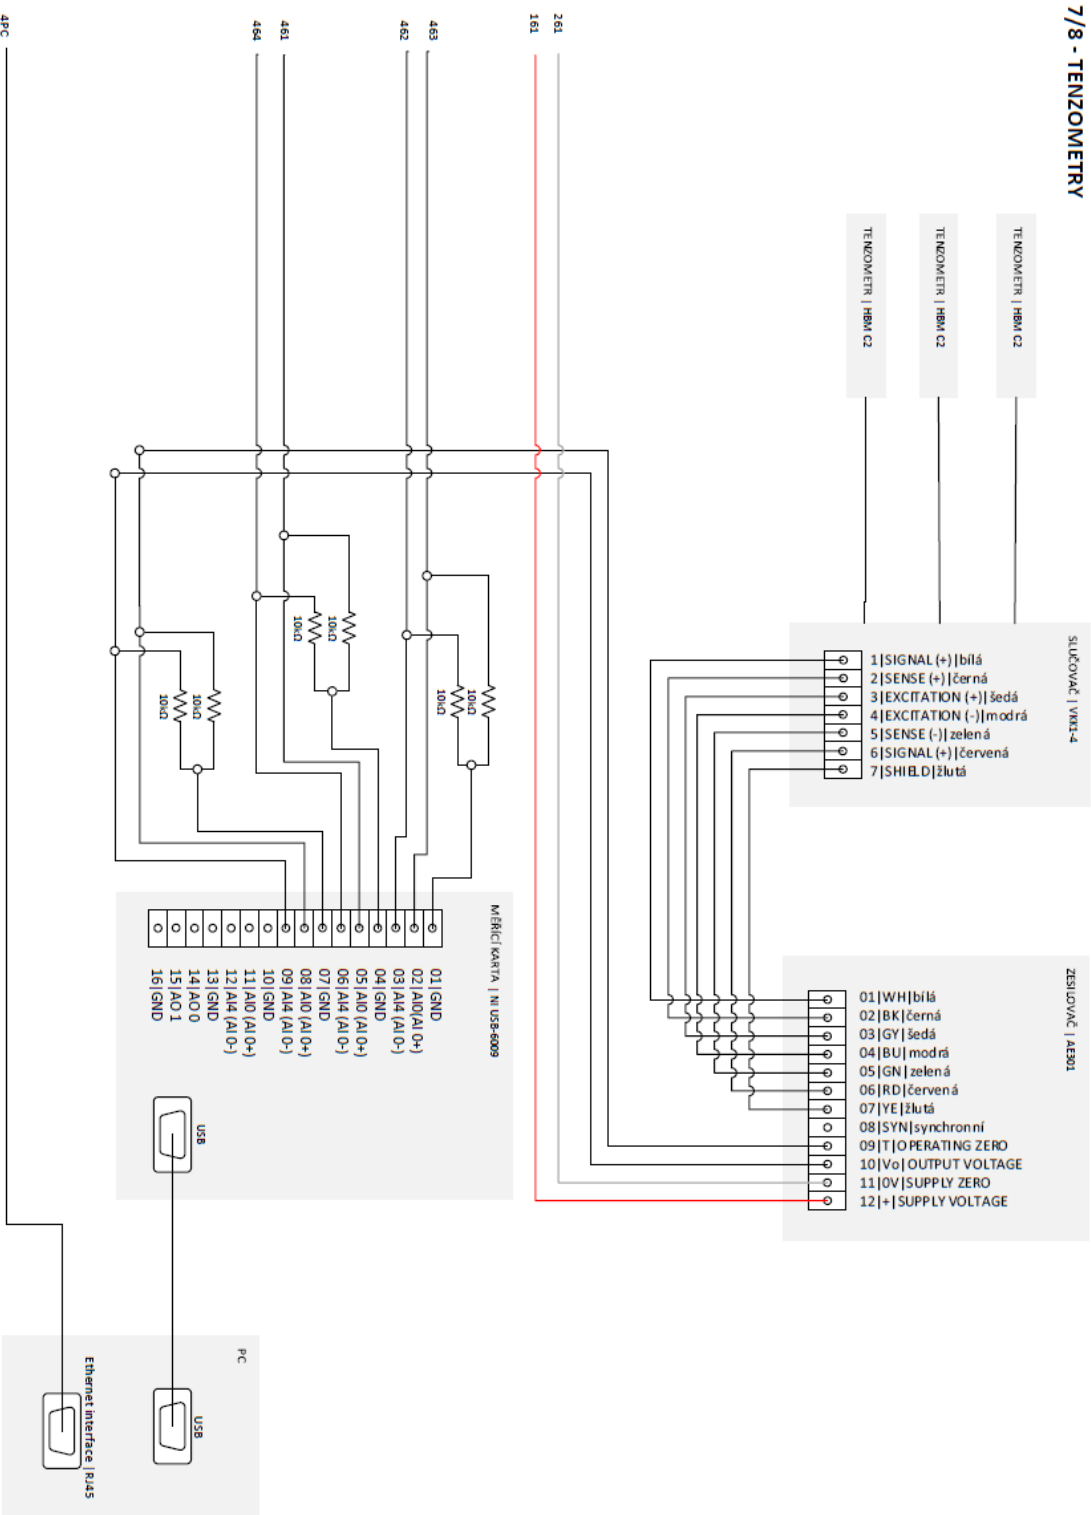 7/8 - TENZOMETRY
TENZOMETR | HBM C2
TENZOMETR | HBM C2
TENZOMETR | HBM C2
SLUČOVAČ | VKK1-4
1|SIGNAL (+)|bílá
2|SENSE (+)|černá
3|EXCITATION (+)|šedá
4|EXCITATION (-)|modrá
5|SENSE (-)|zelená
6|SIGNAL (+)|červená
7|SHIELD|žlutá
ZESILOVAČ | AE301
01|WH|bílá
02|BK|černá
03|GY|šedá
04|BU|modrá
05|GN|zelená
06|RD|červená
07|YE|žlutá
08|SYN|synchronní
09|T|OPERATING ZERO
10|Vo|OUTPUT VOLTAGE
11|0V|SUPPLY ZERO
12|+|SUPPLY VOLTAGE
261
161
463
462
461
464
4PC
10kΩ
10kΩ
10kΩ
10kΩ
10kΩ
10kΩ
MĚŘÍCÍ KARTA | NI USB-6009
01|GND
02|AI0(AI 0+)
03|AI4 (AI 0-)
04|GND
05|AI0 (AI 0+)
06|AI4 (AI 0-)
07|GND
08|AI0 (AI 0+)
09|AI4 (AI 0-)
10|GND
11|AI0 (AI 0+)
12|AI4 (AI 0-)
13|GND
14|AO 0
15|AO 1
16|GND
USB
PC
USB
Ethernet interface |RJ45